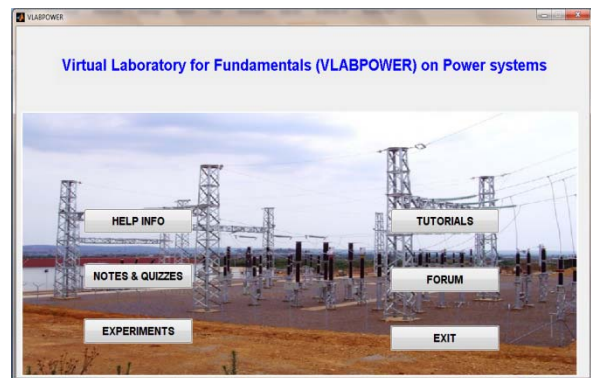 VLABPOWER
Virtual Laboratory for Fundamentals (VLABPOWER) on Power systems
HELP INFO
TUTORIALS
NOTES & QUIZZES
FORUM
EXPERIMENTS
EXIT